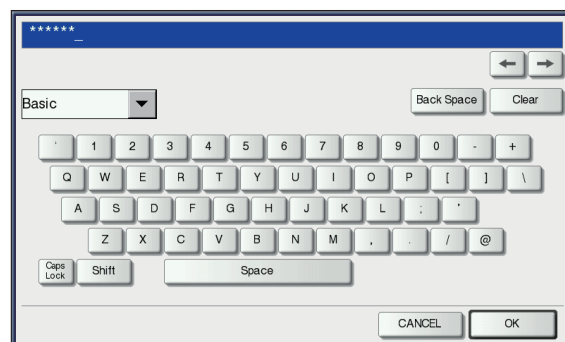 ******_
← →
Basic Back Space Clear
` 1 2 3 4 5 6 7 8 9 0 - +
Q W E R T Y U I O P [ ] \
A S D F G H J K L ; '
Z X C V B N M , . / @
Caps Lock Shift Space
CANCEL OK